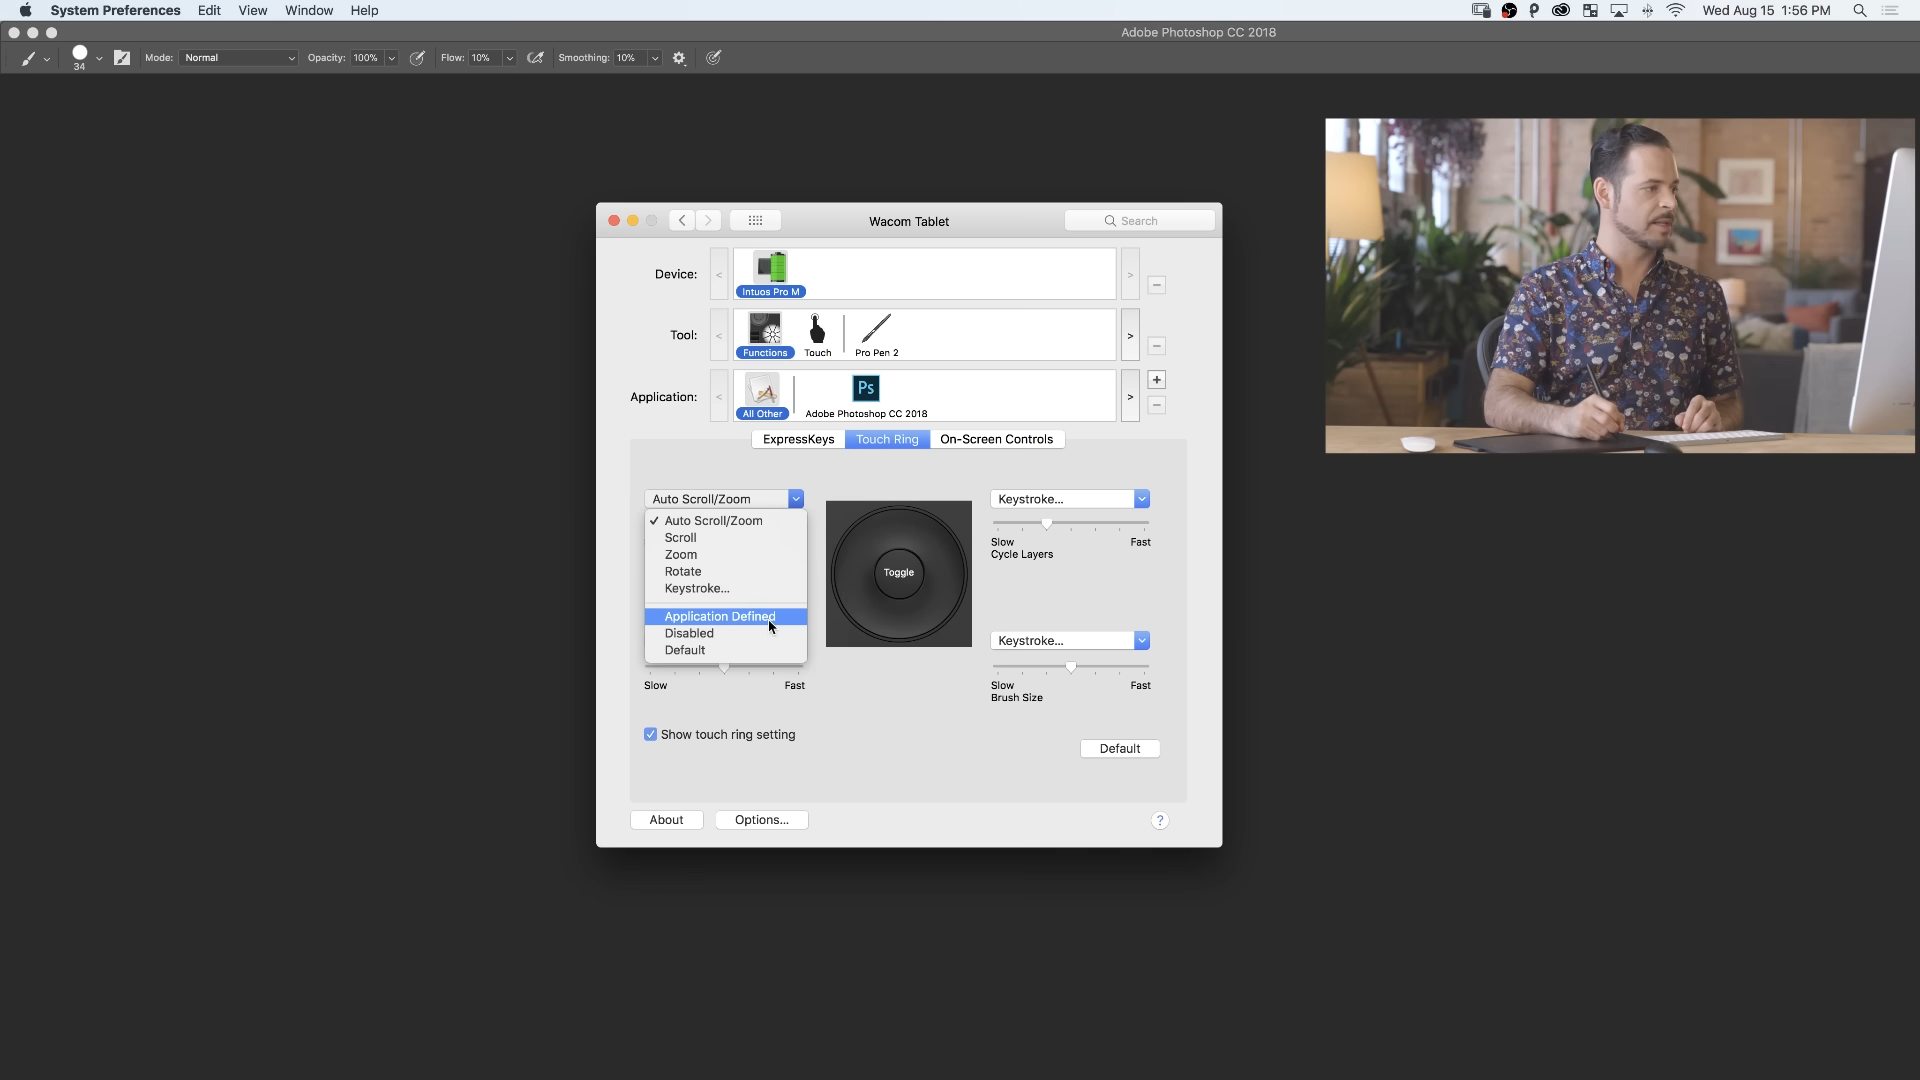 System Preferences Edit View Window Help
Wed Aug 15 1:56 PM
Adobe Photoshop CC 2018
34
Mode: Normal
Opacity: 100%
Flow: 10%
Smoothing: 10%
Wacom Tablet
Search
Device:
<
>
Intuos Pro M
Tool:
<
>
Functions
Touch
Pro Pen 2
Application:
<
>
Ps
All Other
Adobe Photoshop CC 2018
ExpressKeys
Touch Ring
On-Screen Controls
Auto Scroll/Zoom
✓ Auto Scroll/Zoom
Scroll
Zoom
Rotate
Keystroke...
Application Defined
Disabled
Default
Slow
Fast
Toggle
Keystroke...
Slow
Fast
Cycle Layers
Keystroke...
Slow
Fast
Brush Size
Show touch ring setting
Default
About
Options...
?